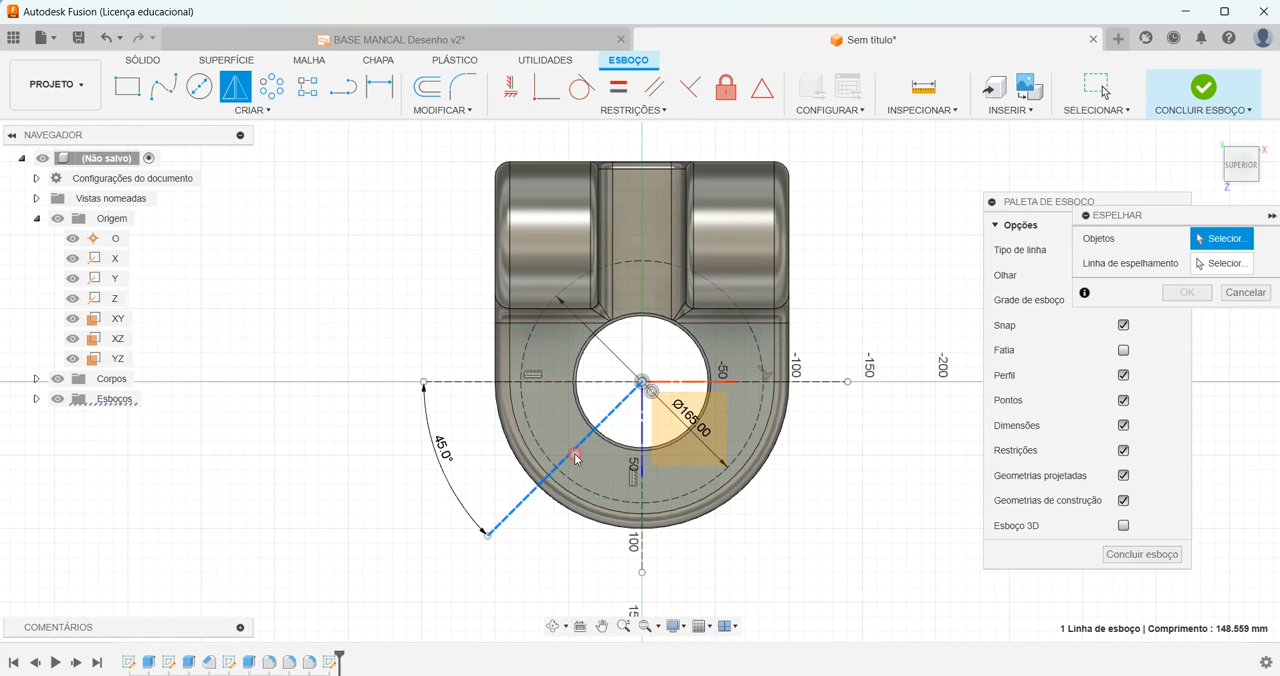 Autodesk Fusion (Licença educacional)
BASE MANCAL Desenho v2*
Sem título*
PROJETO
SÓLIDO
SUPERFÍCIE
MALHA
CHAPA
PLÁSTICO
UTILIDADES
ESBOÇO
CRIAR
MODIFICAR
RESTRIÇÕES
CONFIGURAR
INSPECIONAR
INSERIR
SELECIONAR
CONCLUIR ESBOÇO
NAVEGADOR
(Não salvo)
Configurações do documento
Vistas nomeadas
Origem
O
X
Y
Z
XY
XZ
YZ
Corpos
Esboços
45.0°
Ø165.00
-50
-100
-150
-200
50
100
15
SUPERIOR
X
Y
Z
PALETA DE ESBOÇO
Opções
Tipo de linha
Olhar
Grade de esboço
Snap
Fatia
Perfil
Pontos
Dimensões
Restrições
Geometrias projetadas
Geometrias de construção
Esboço 3D
Concluir esboço
ESPELHAR
Objetos
Selecior...
Linha de espelhamento
Selecior...
OK
Cancelar
COMENTÁRIOS
1 Linha de esboço | Comprimento : 148.559 mm